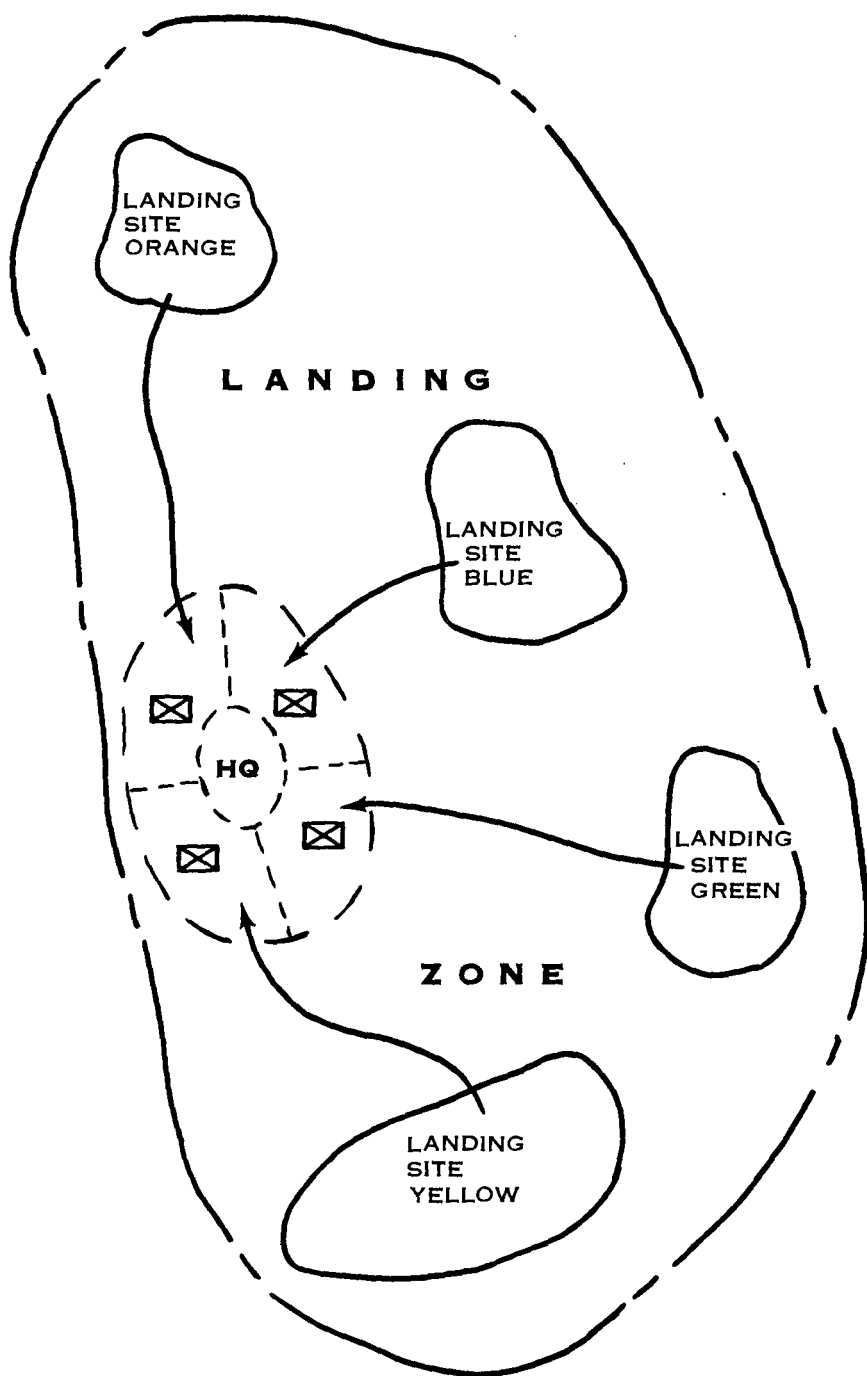 LANDING
SITE
ORANGE
LANDING
LANDING
SITE
BLUE
HQ
LANDING
SITE
GREEN
ZONE
LANDING
SITE
YELLOW